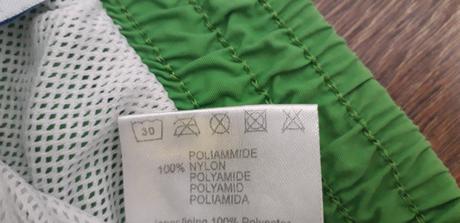 30
POLIAMMIDE
100% NYLON
POLYAMIDE
POLYAMID
POLIAMIDA
100% Polyester